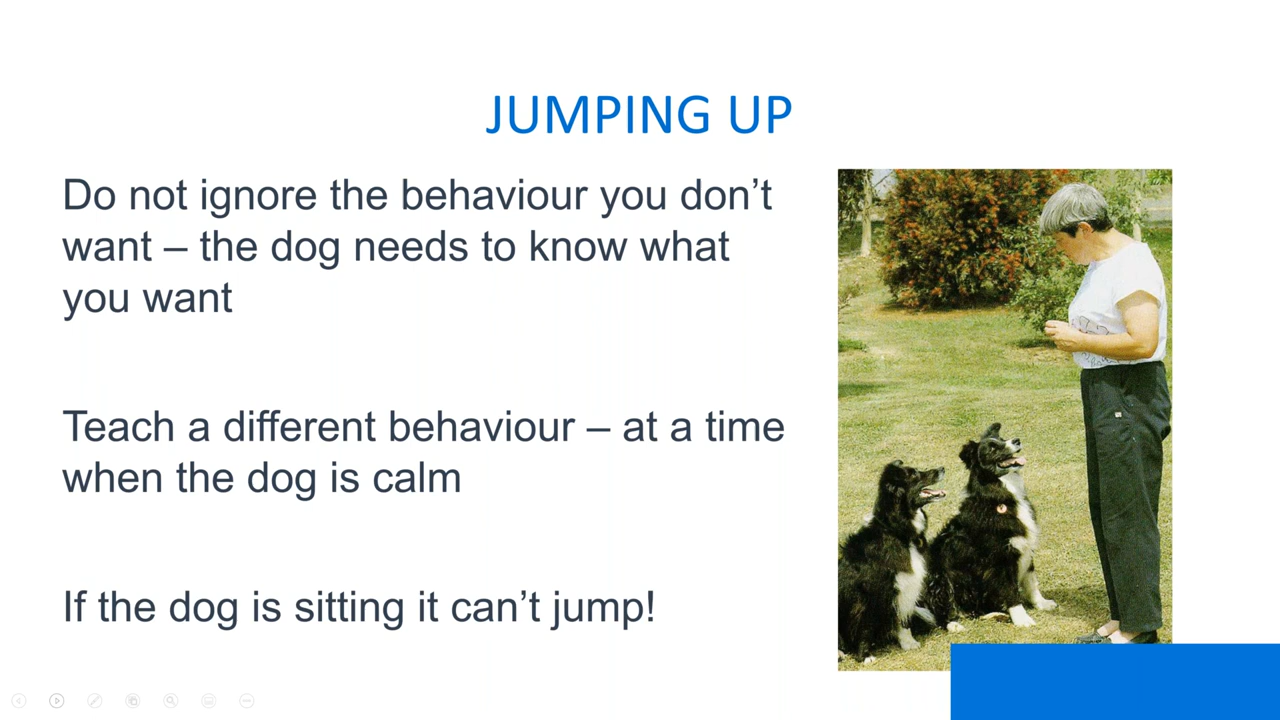 JUMPING UP
Do not ignore the behaviour you don’t
want – the dog needs to know what
you want
Teach a different behaviour – at a time
when the dog is calm
If the dog is sitting it can’t jump!